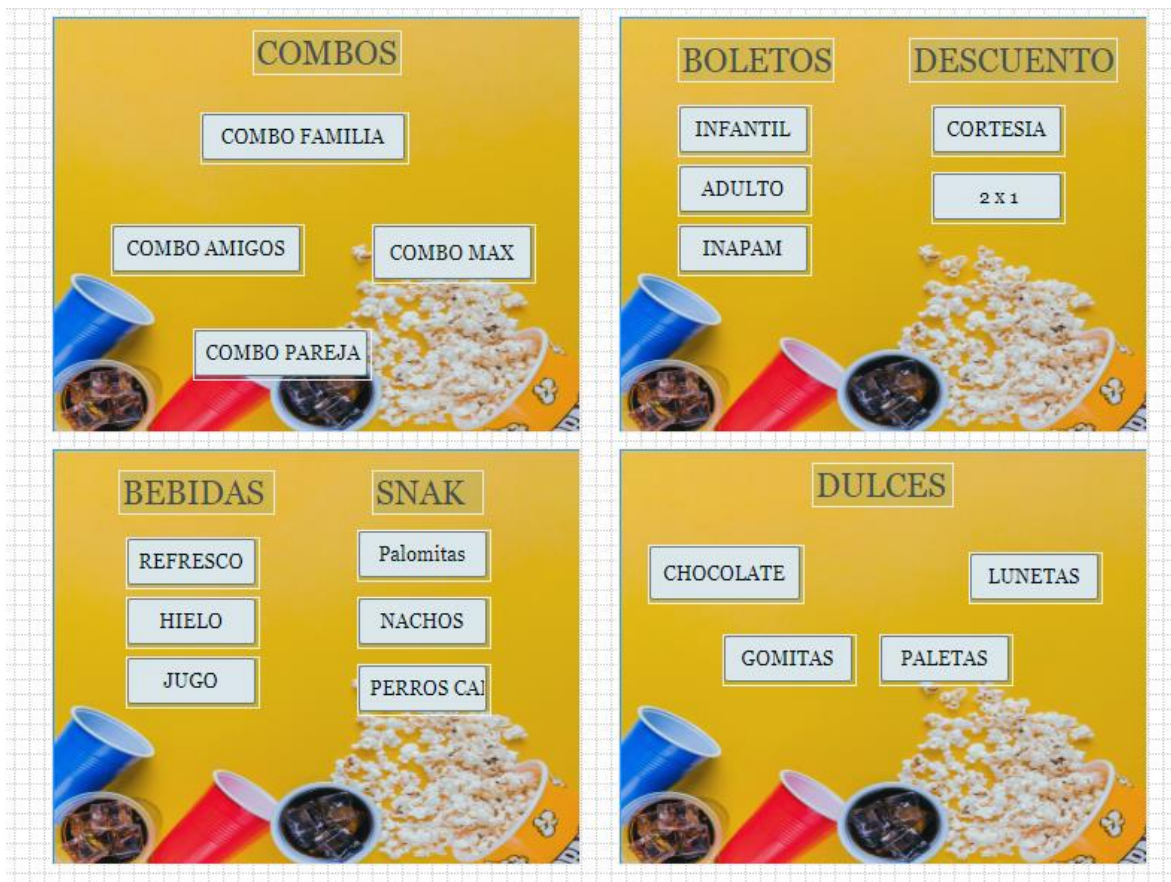 COMBOS
COMBO FAMILIA
COMBO AMIGOS
COMBO MAX
COMBO PAREJA
BOLETOS
DESCUENTO
INFANTIL
CORTESIA
ADULTO
2 X 1
INAPAM
BEBIDAS
SNAK
REFRESCO
Palomitas
HIELO
NACHOS
JUGO
PERROS CAI
DULCES
CHOCOLATE
LUNETAS
GOMITAS
PALETAS